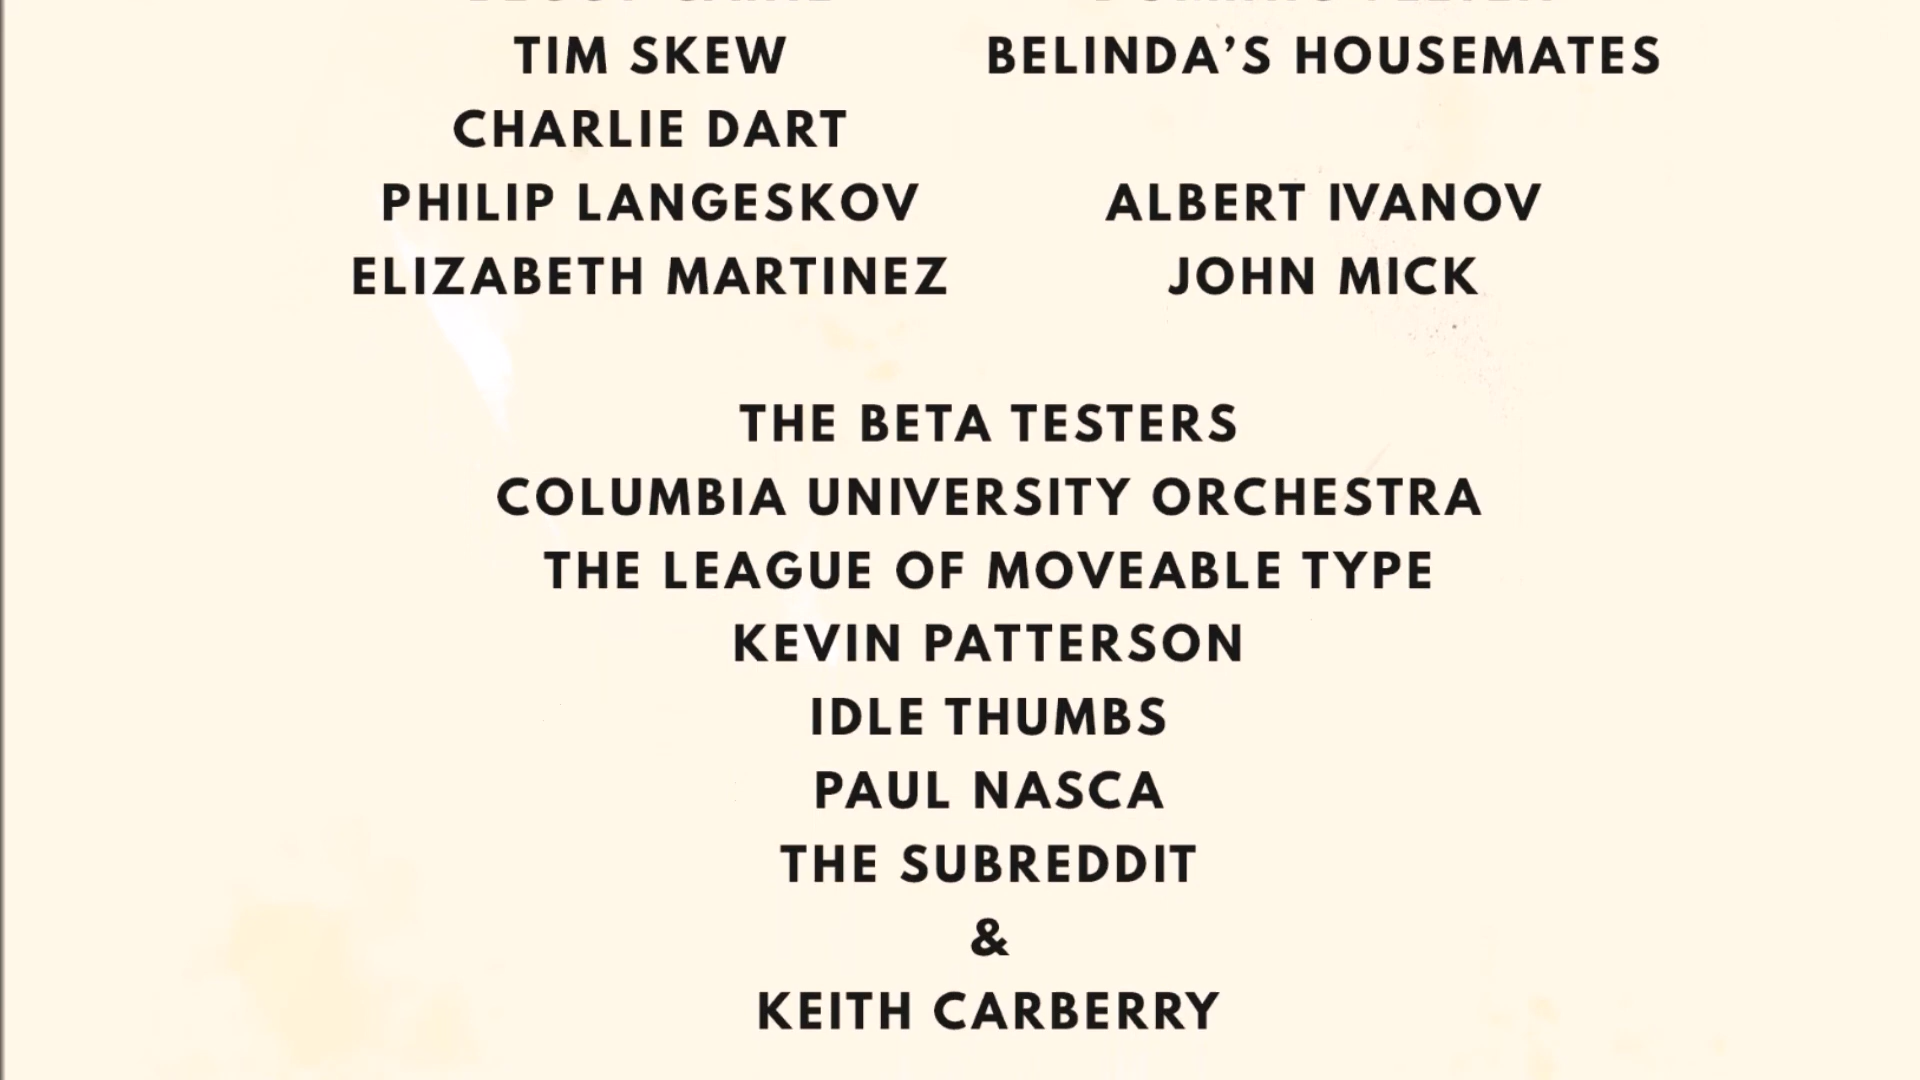 TIM SKEW BELINDA’S HOUSEMATES
CHARLIE DART
PHILIP LANGESKOV ALBERT IVANOV
ELIZABETH MARTINEZ JOHN MICK
THE BETA TESTERS
COLUMBIA UNIVERSITY ORCHESTRA
THE LEAGUE OF MOVEABLE TYPE
KEVIN PATTERSON
IDLE THUMBS
PAUL NASCA
THE SUBREDDIT
&
KEITH CARBERRY